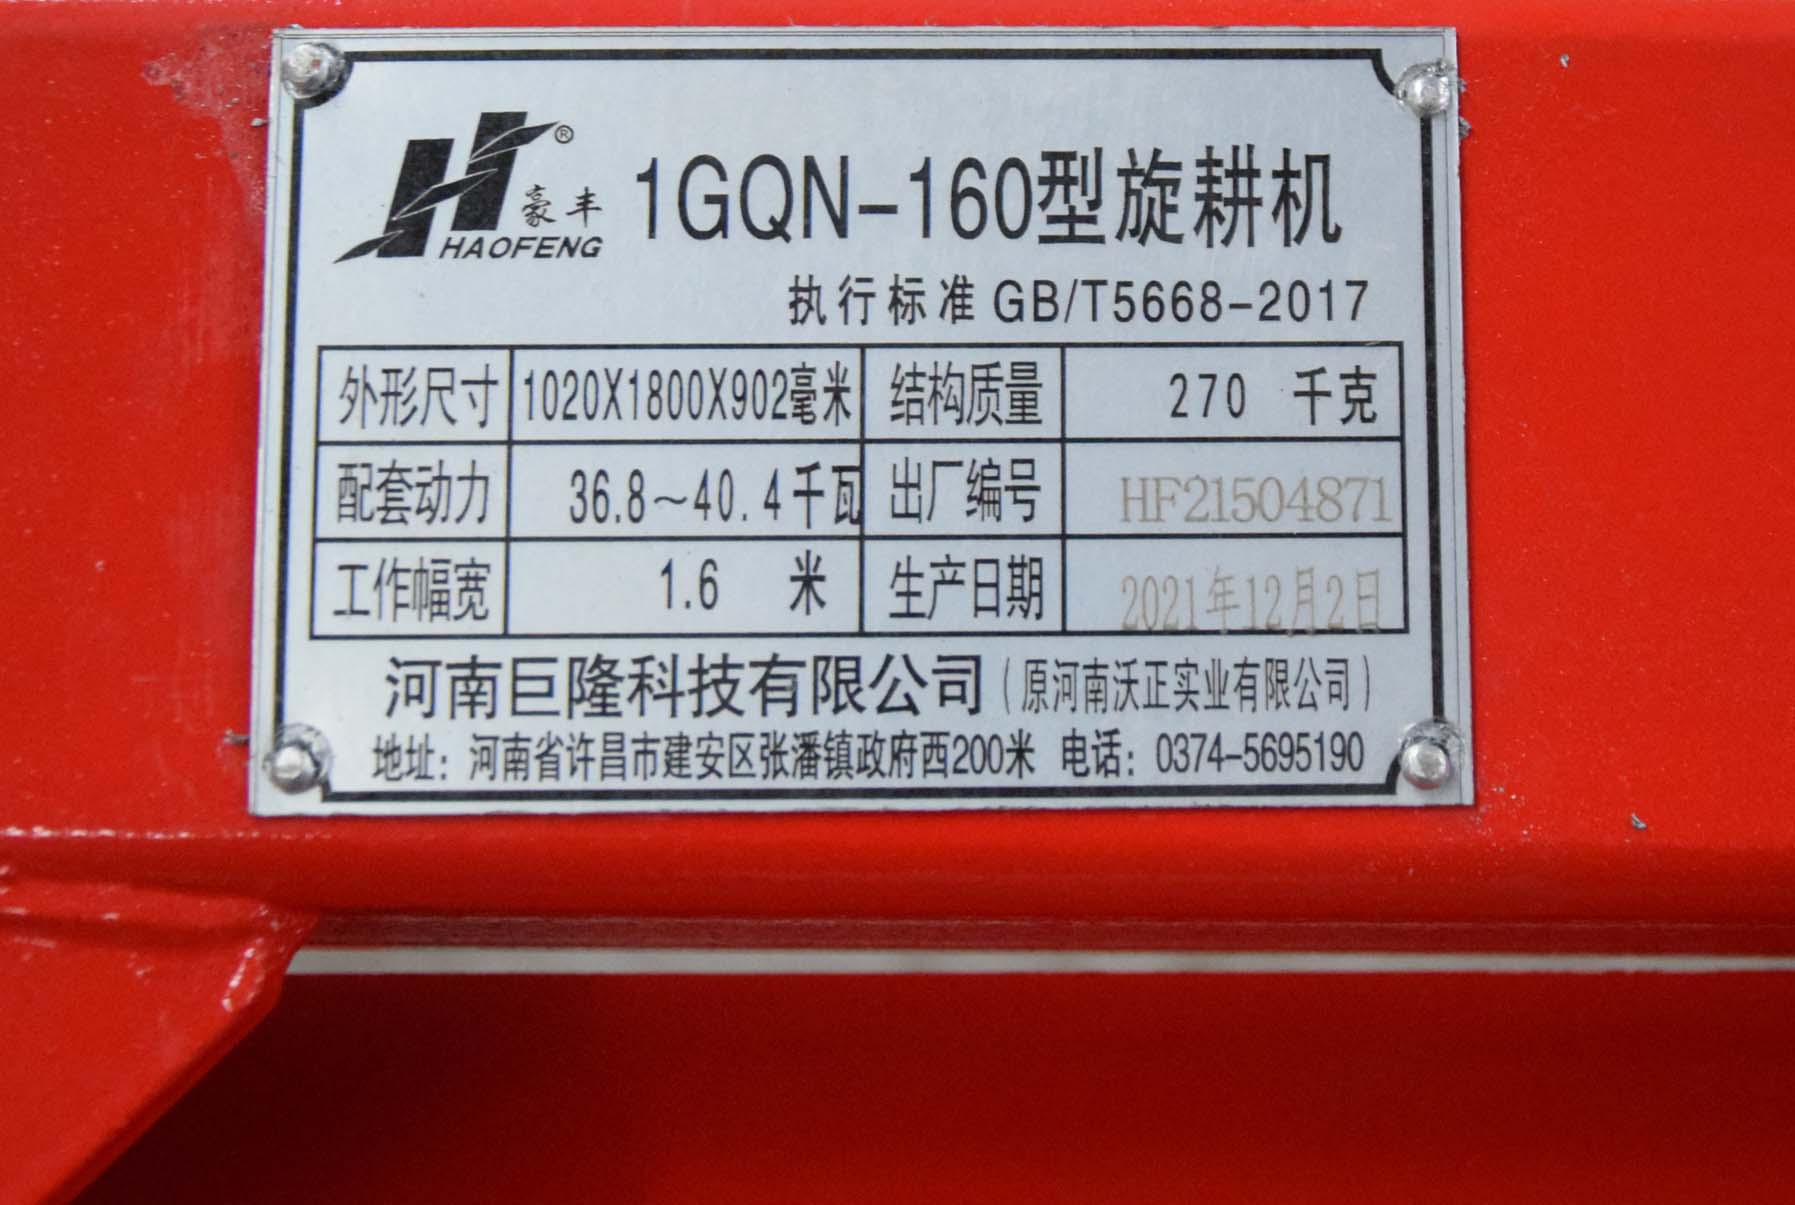 豪丰®
HAOFENG
1GQN-160型旋耕机
执行标准 GB/T5668-2017
外形尺寸 1020X1800X902毫米 结构质量 270 千克
配套动力 36.8~40.4千瓦 出厂编号 HF21504871
工作幅宽 1.6 米 生产日期 2021年12月2日
河南巨隆科技有限公司(原河南沃正实业有限公司)
地址:河南省许昌市建安区张潘镇政府西200米 电话:0374-5695190